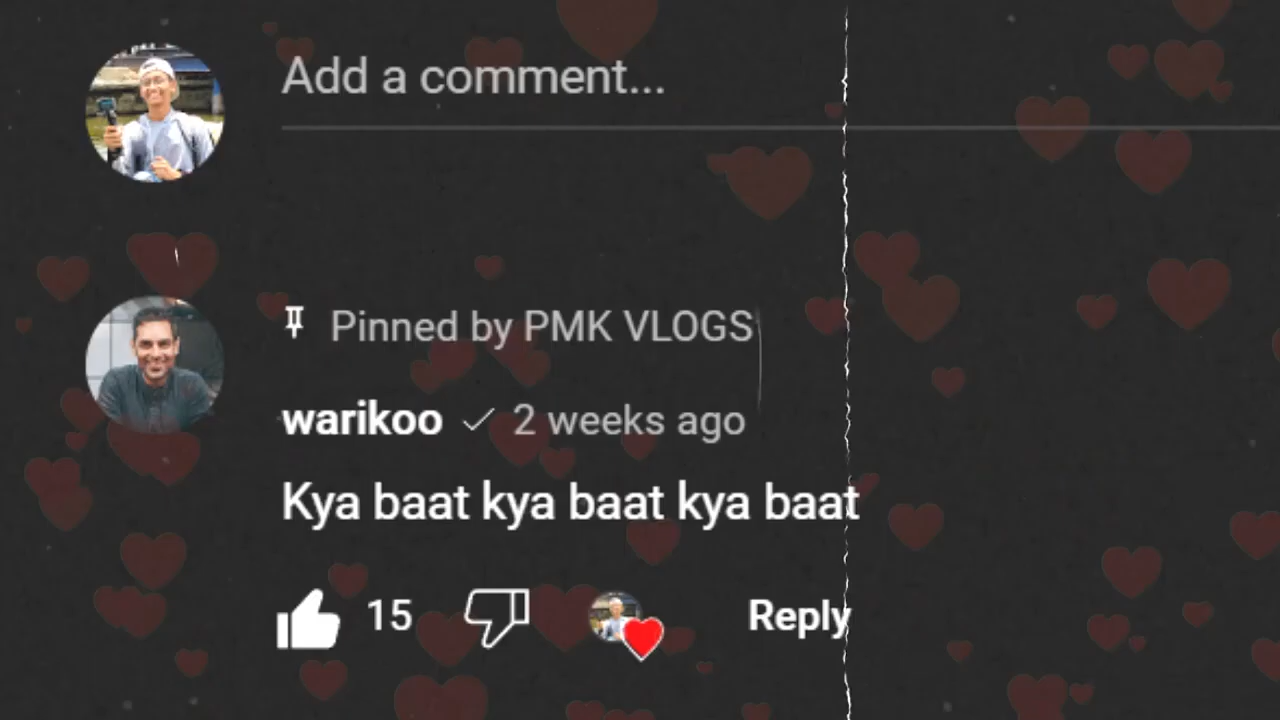 Add a comment...
Pinned by PMK VLOGS
warikoo ✓ 2 weeks ago
Kya baat kya baat kya baat
15
Reply